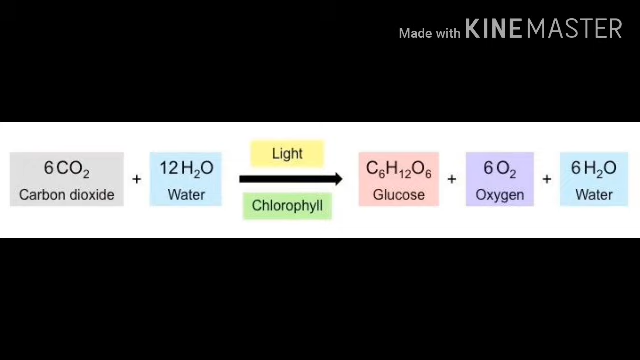 Made with KINEMASTER
Light
6CO₂ + 12H₂O C₆H₁₂O₆ + 6O₂ + 6H₂O
Carbon dioxide Water Glucose Oxygen Water
Chlorophyll